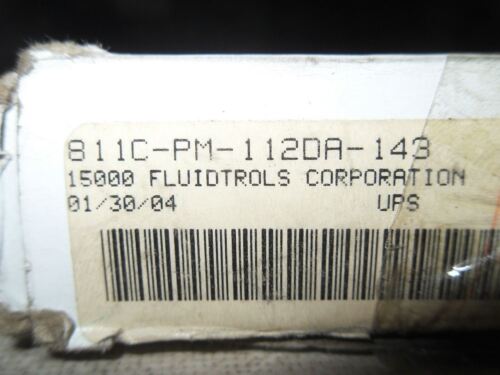 811C-PM-112DA-143
15000 FLUIDTROLS CORPORATION
01/30/04 UPS